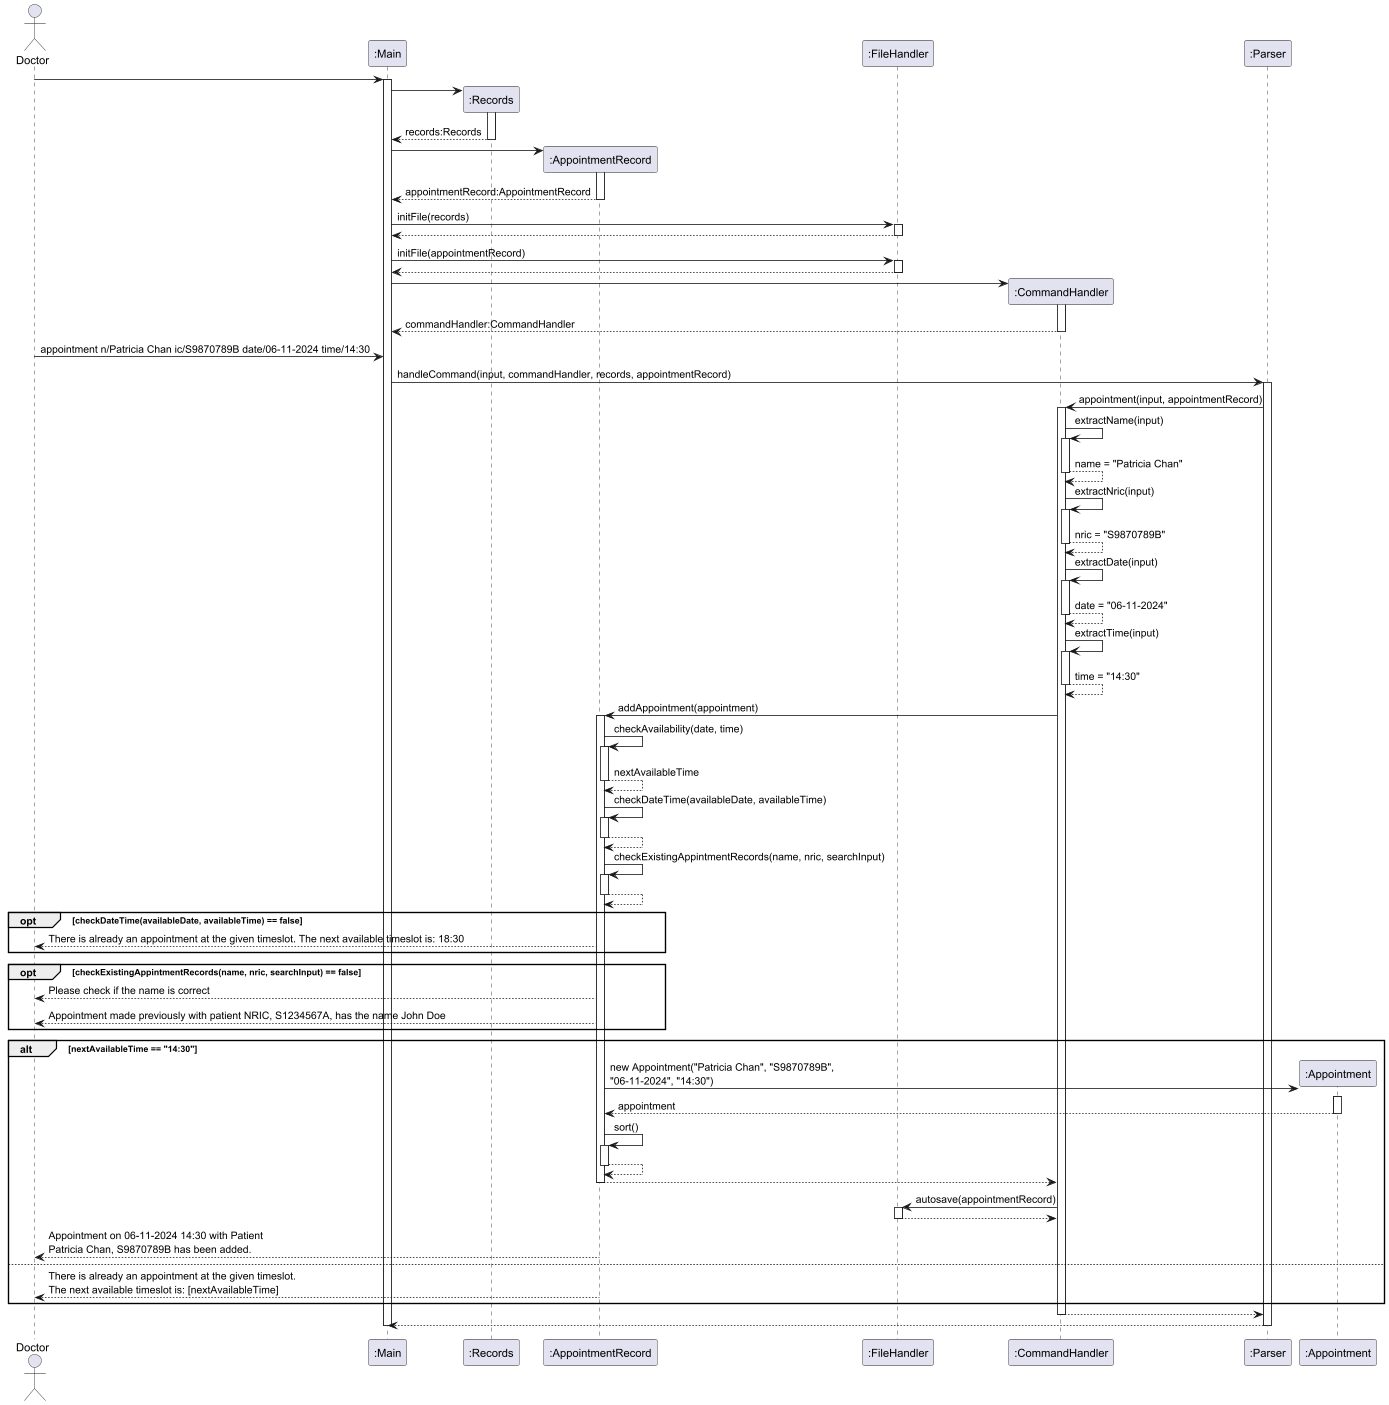 Doctor
:Main
:FileHandler
:Parser
:Records
records:Records
:AppointmentRecord
appointmentRecord:AppointmentRecord
initFile(records)
initFile(appointmentRecord)
:CommandHandler
commandHandler:CommandHandler
appointment n/Patricia Chan ic/S9870789B date/06-11-2024 time/14:30
handleCommand(input, commandHandler, records, appointmentRecord)
appointment(input, appointmentRecord)
extractName(input)
name = "Patricia Chan"
extractNric(input)
nric = "S9870789B"
extractDate(input)
date = "06-11-2024"
extractTime(input)
time = "14:30"
addAppointment(appointment)
checkAvailability(date, time)
nextAvailableTime
checkDateTime(availableDate, availableTime)
checkExistingAppintmentRecords(name, nric, searchInput)
opt [checkDateTime(availableDate, availableTime) == false]
There is already an appointment at the given timeslot. The next available timeslot is: 18:30
opt [checkExistingAppintmentRecords(name, nric, searchInput) == false]
Please check if the name is correct
Appointment made previously with patient NRIC, S1234567A, has the name John Doe
alt [nextAvailableTime == "14:30"]
new Appointment("Patricia Chan", "S9870789B",
"06-11-2024", "14:30")
:Appointment
appointment
sort()
autosave(appointmentRecord)
Appointment on 06-11-2024 14:30 with Patient
Patricia Chan, S9870789B has been added.
There is already an appointment at the given timeslot.
The next available timeslot is: [nextAvailableTime]
Doctor
:Main
:Records
:AppointmentRecord
:FileHandler
:CommandHandler
:Parser
:Appointment